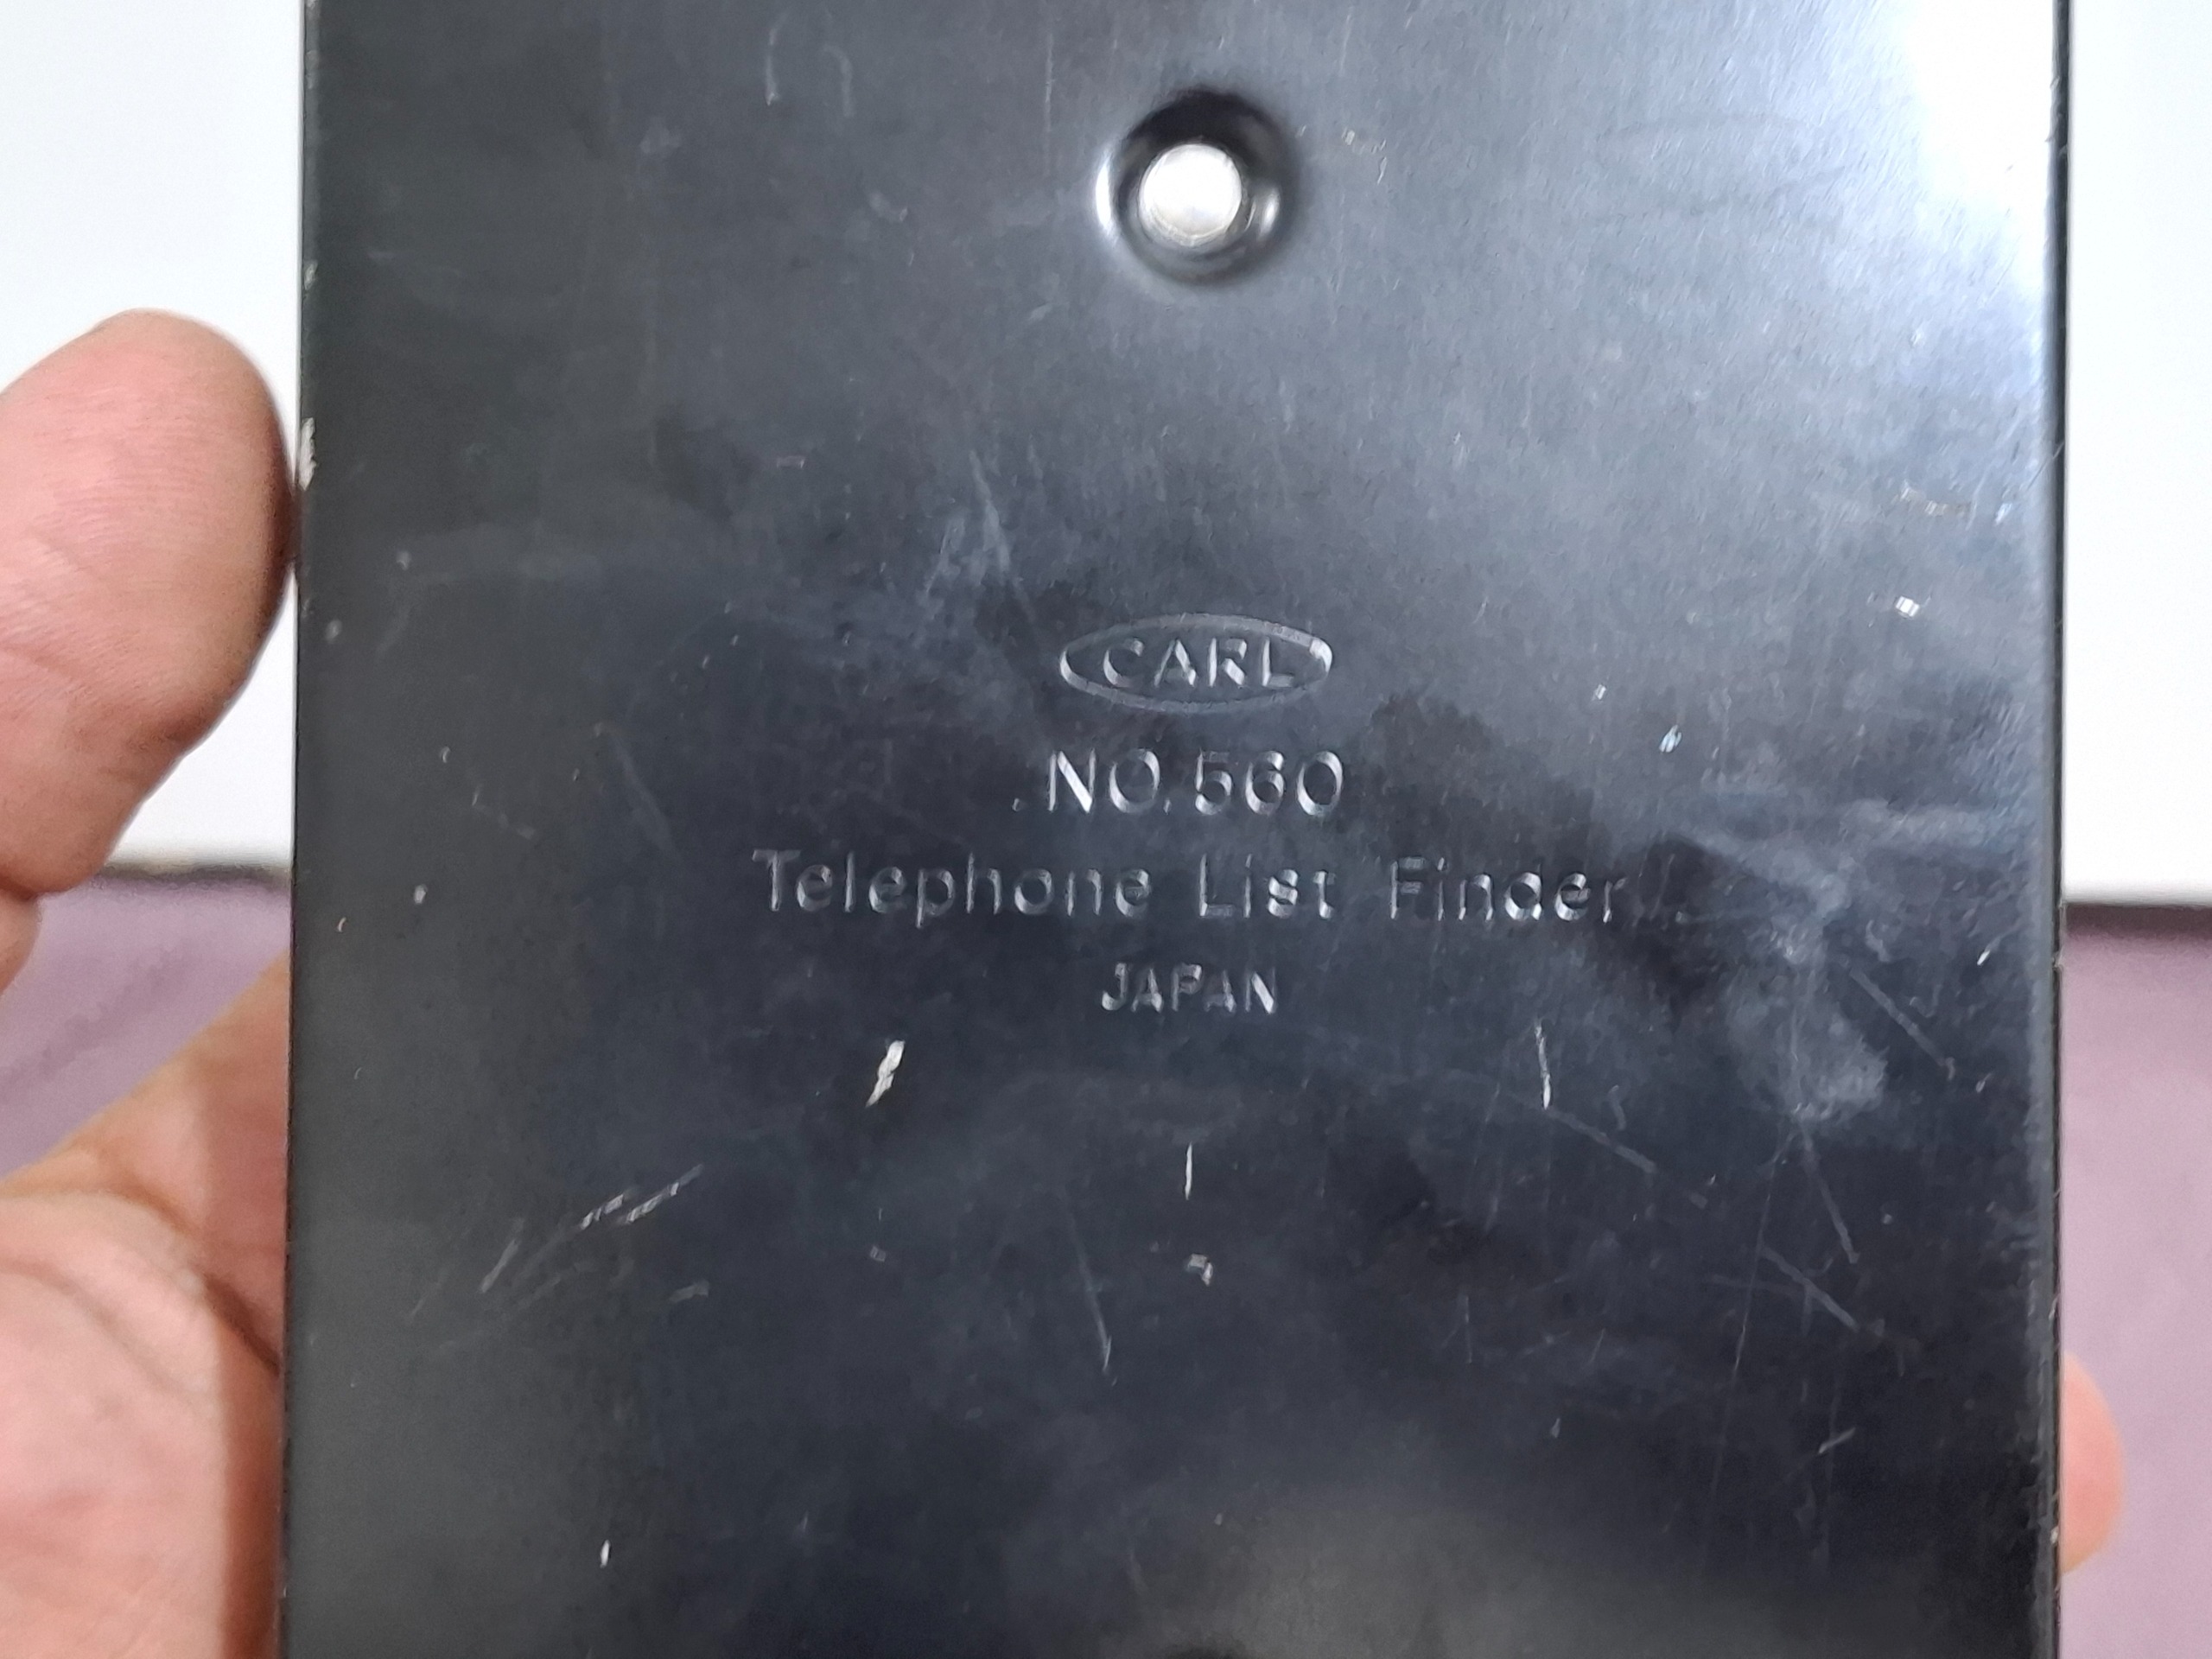 CARL
NO.560
Telephone List Finder
JAPAN